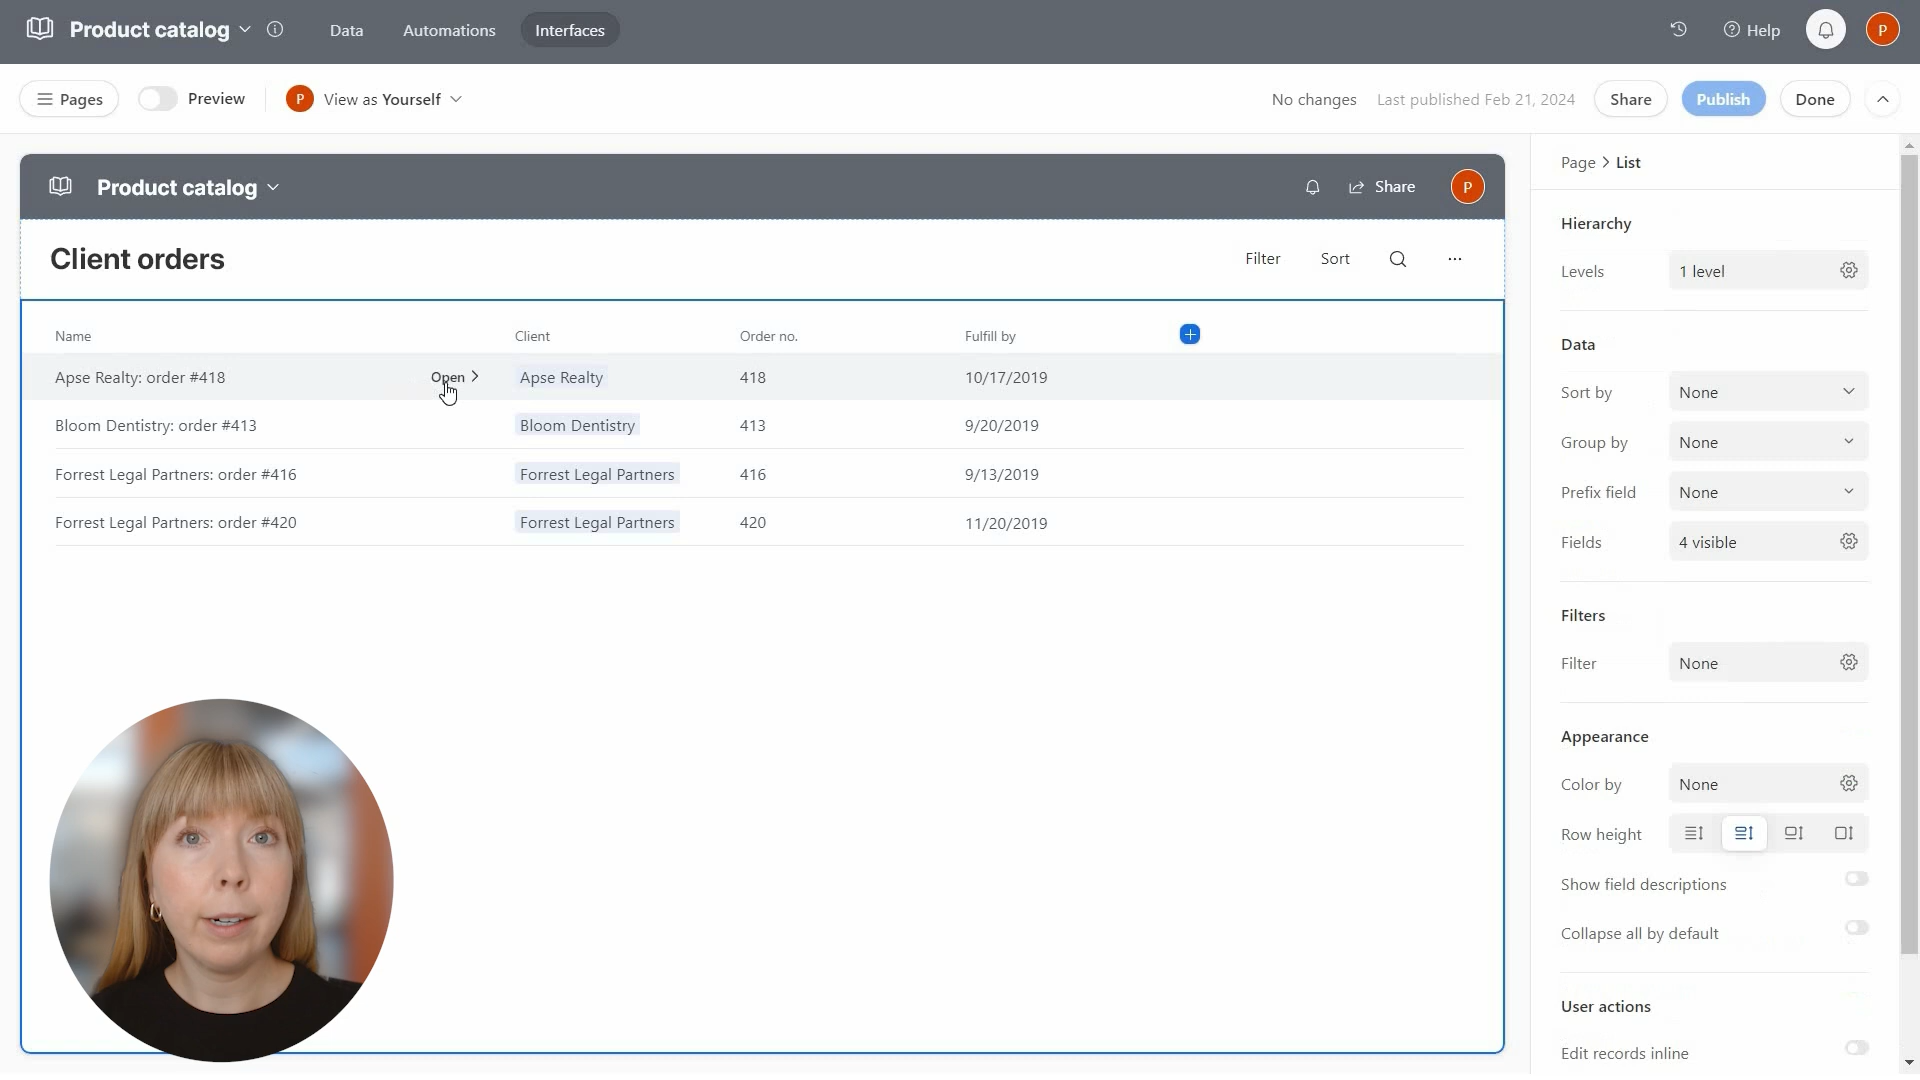 Product catalog
Data
Automations
Interfaces
Help
P
Pages
Preview
P
View as Yourself
No changes
Last published Feb 21, 2024
Share
Publish
Done
Product catalog
Share
P
Client orders
Filter
Sort
Name
Client
Order no.
Fulfill by
Apse Realty: order #418
Open
Apse Realty
418
10/17/2019
Bloom Dentistry: order #413
Bloom Dentistry
413
9/20/2019
Forrest Legal Partners: order #416
Forrest Legal Partners
416
9/13/2019
Forrest Legal Partners: order #420
Forrest Legal Partners
420
11/20/2019
Page > List
Hierarchy
Levels
1 level
Data
Sort by
None
Group by
None
Prefix field
None
Fields
4 visible
Filters
Filter
None
Appearance
Color by
None
Row height
Show field descriptions
Collapse all by default
User actions
Edit records inline